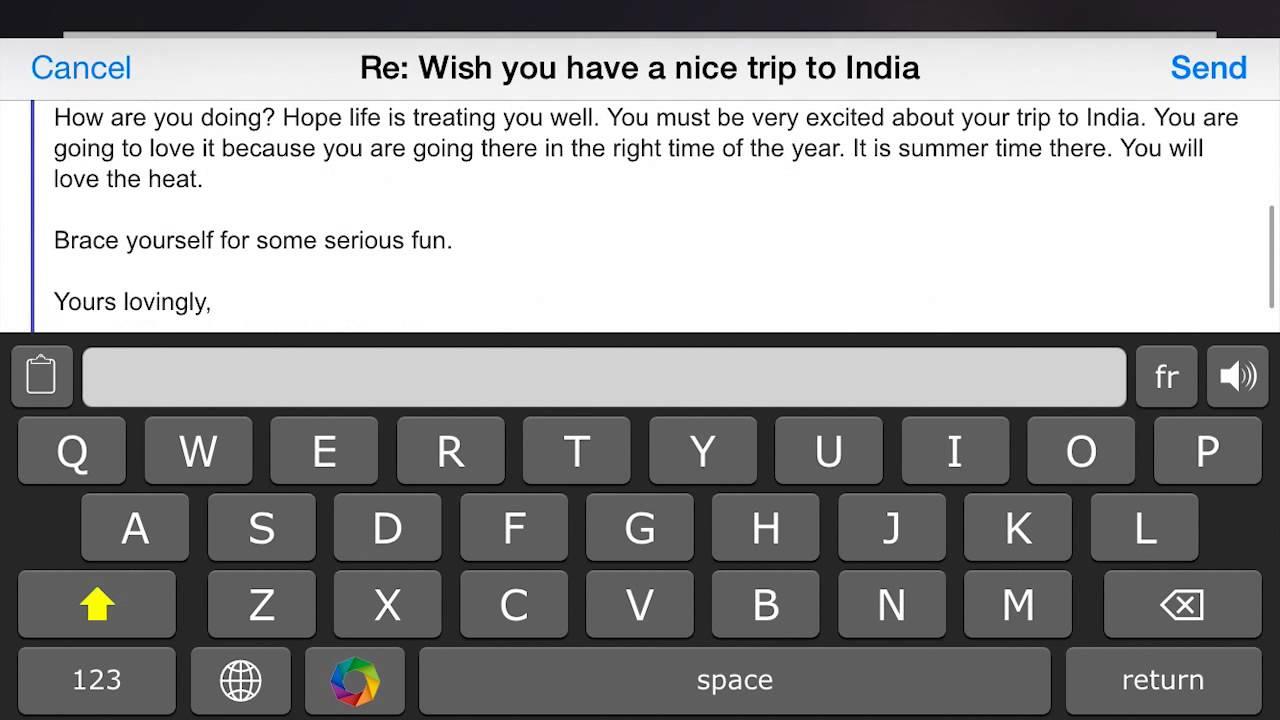 Cancel Re: Wish you have a nice trip to India Send
How are you doing? Hope life is treating you well. You must be very excited about your trip to India. You are
going to love it because you are going there in the right time of the year. It is summer time there. You will
love the heat.
Brace yourself for some serious fun.
Yours lovingly,
fr
Q W E R T Y U I O P
A S D F G H J K L
Z X C V B N M
123 space return